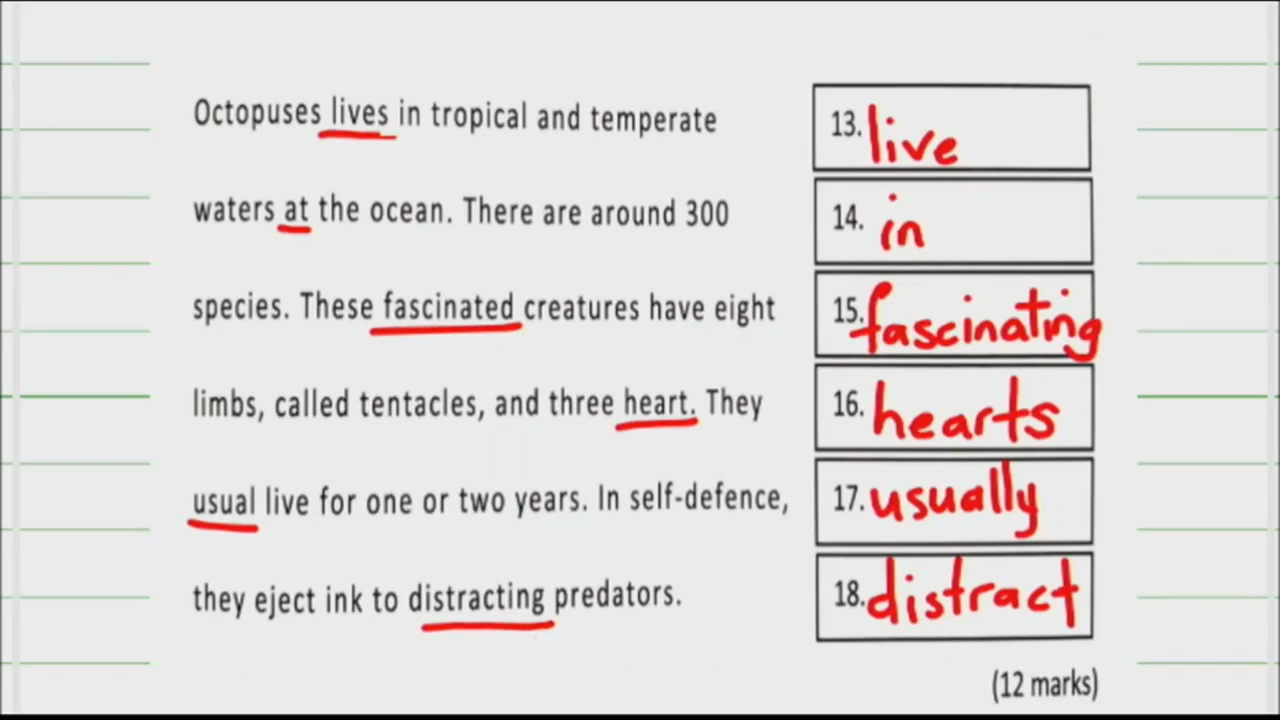 Octopuses lives in tropical and temperate
13. live
waters at the ocean. There are around 300
14. in
species. These fascinated creatures have eight
15. fascinating
limbs, called tentacles, and three heart. They
16. hearts
usual live for one or two years. In self-defence,
17. usually
they eject ink to distracting predators.
18. distract
(12 marks)